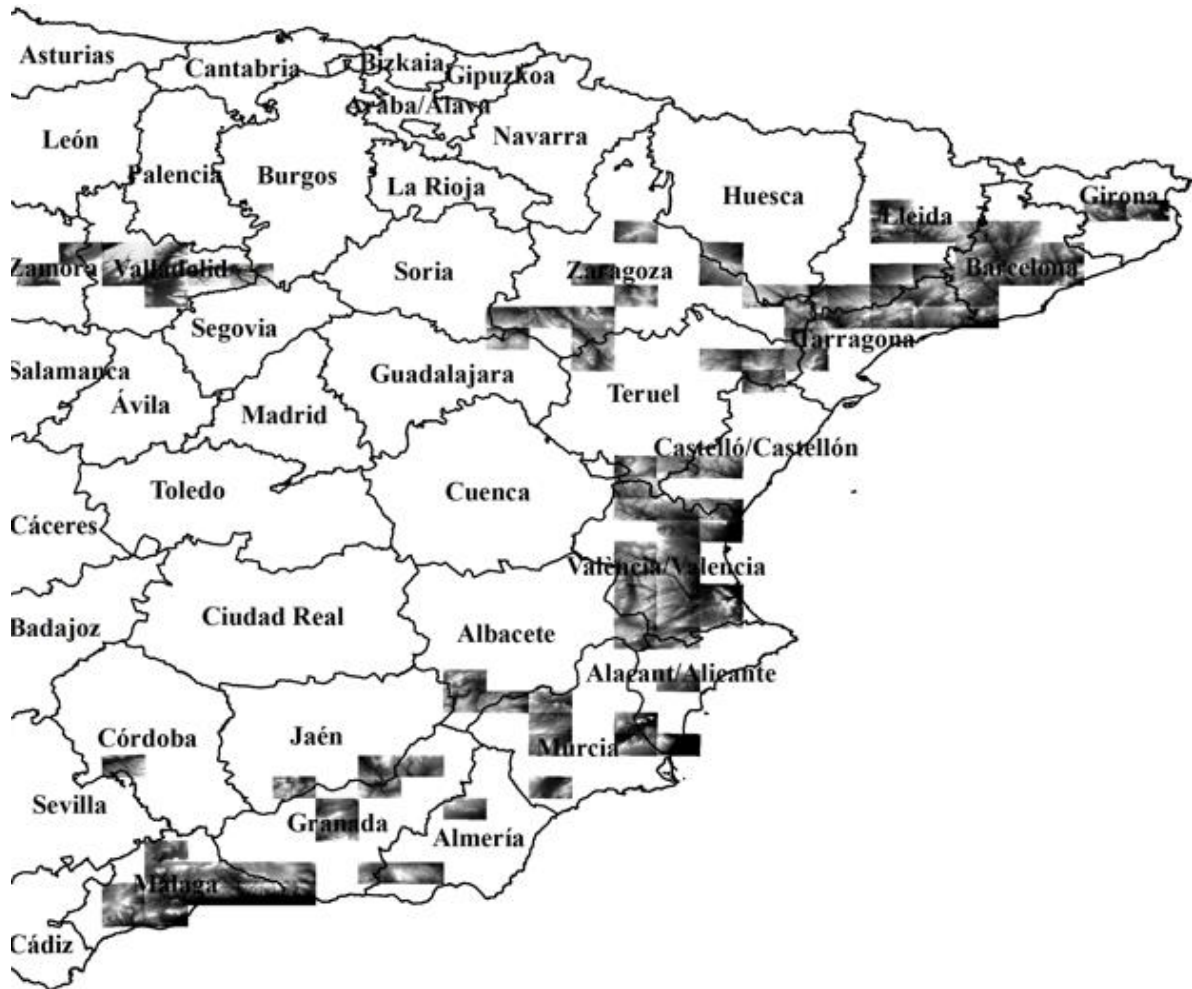 Asturias
Cantabria
Bizkaia
Gipuzkoa
Araba/Álava
León
Navarra
Palencia
Burgos
La Rioja
Huesca
Lleida
Girona
Zamora
Valladolid
Soria
Zaragoza
Barcelona
Segovia
Tarragona
Salamanca
Ávila
Madrid
Guadalajara
Teruel
Castelló/Castellón
Toledo
Cuenca
Cáceres
València/Valencia
Badajoz
Ciudad Real
Albacete
Alacant/Alicante
Córdoba
Jaén
Murcia
Sevilla
Granada
Almería
Málaga
Cádiz